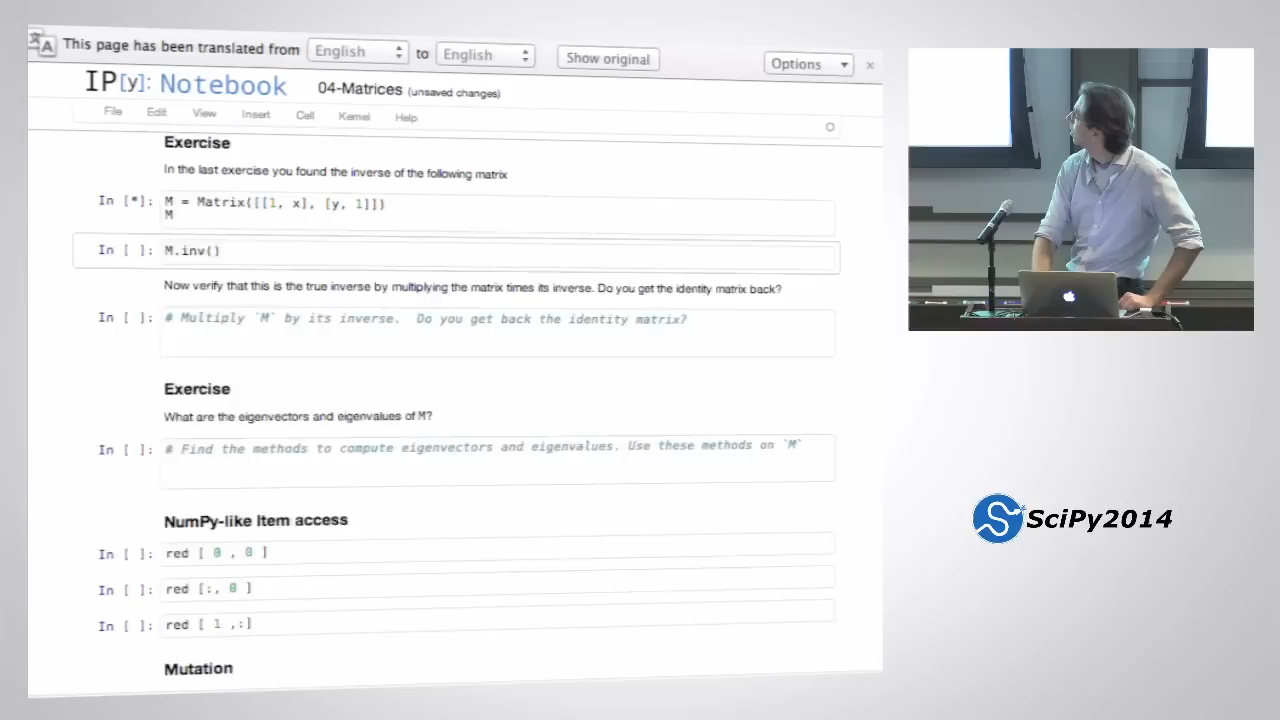 This page has been translated from English to English Show original Options ×
IP[y]: Notebook 04-Matrices (unsaved changes)
File Edit View Insert Cell Kernel Help
Exercise
In the last exercise you found the inverse of the following matrix
In [*]: M = Matrix([[1, x], [y, 1]])
M
In [ ]: M.inv()
Now verify that this is the true inverse by multiplying the matrix times its inverse. Do you get the identity matrix back?
In [ ]: # Multiply `M` by its inverse. Do you get back the identity matrix?
Exercise
What are the eigenvectors and eigenvalues of M?
In [ ]: # Find the methods to compute eigenvectors and eigenvalues. Use these methods on `M`
NumPy-like Item access
In [ ]: red [ 0 , 0 ]
In [ ]: red [:, 0 ]
In [ ]: red [ 1 ,:]
Mutation
SciPy2014